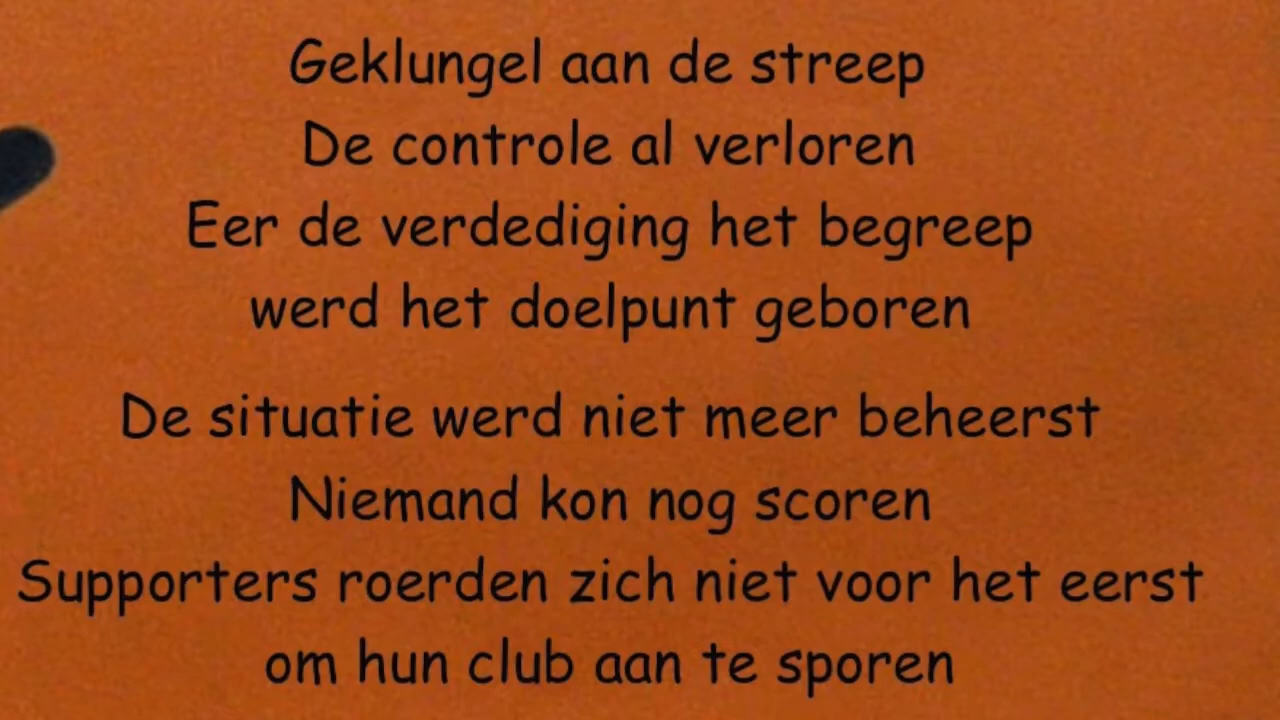 Geklungel aan de streep
De controle al verloren
Eer de verdediging het begreep
werd het doelpunt geboren
De situatie werd niet meer beheerst
Niemand kon nog scoren
Supporters roerden zich niet voor het eerst
om hun club aan te sporen